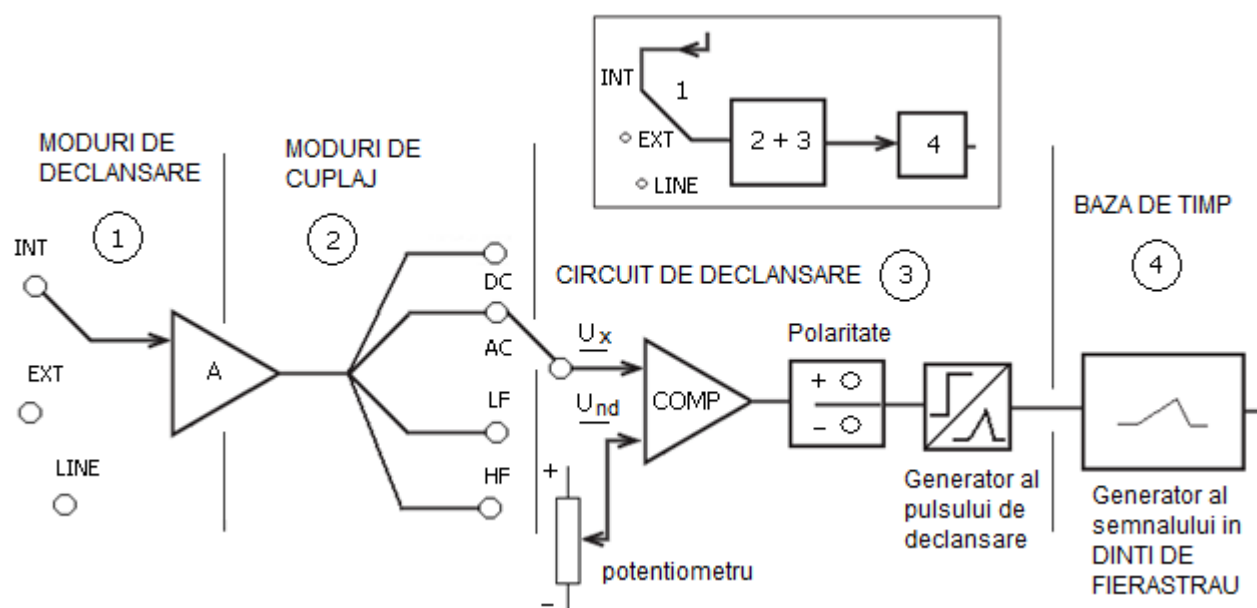 INT
1
EXT
2 + 3
4
LINE
MODURI DE
DECLANSARE
1
INT
A
EXT
LINE
MODURI DE
CUPLAJ
2
DC
AC
LF
HF
CIRCUIT DE DECLANSARE
3
Ux
Und
COMP
Polaritate
+
−
+
−
potentiometru
Generator al
pulsului de
declansare
BAZA DE TIMP
4
Generator al
semnalului in
DINTI DE
FIERASTRAU